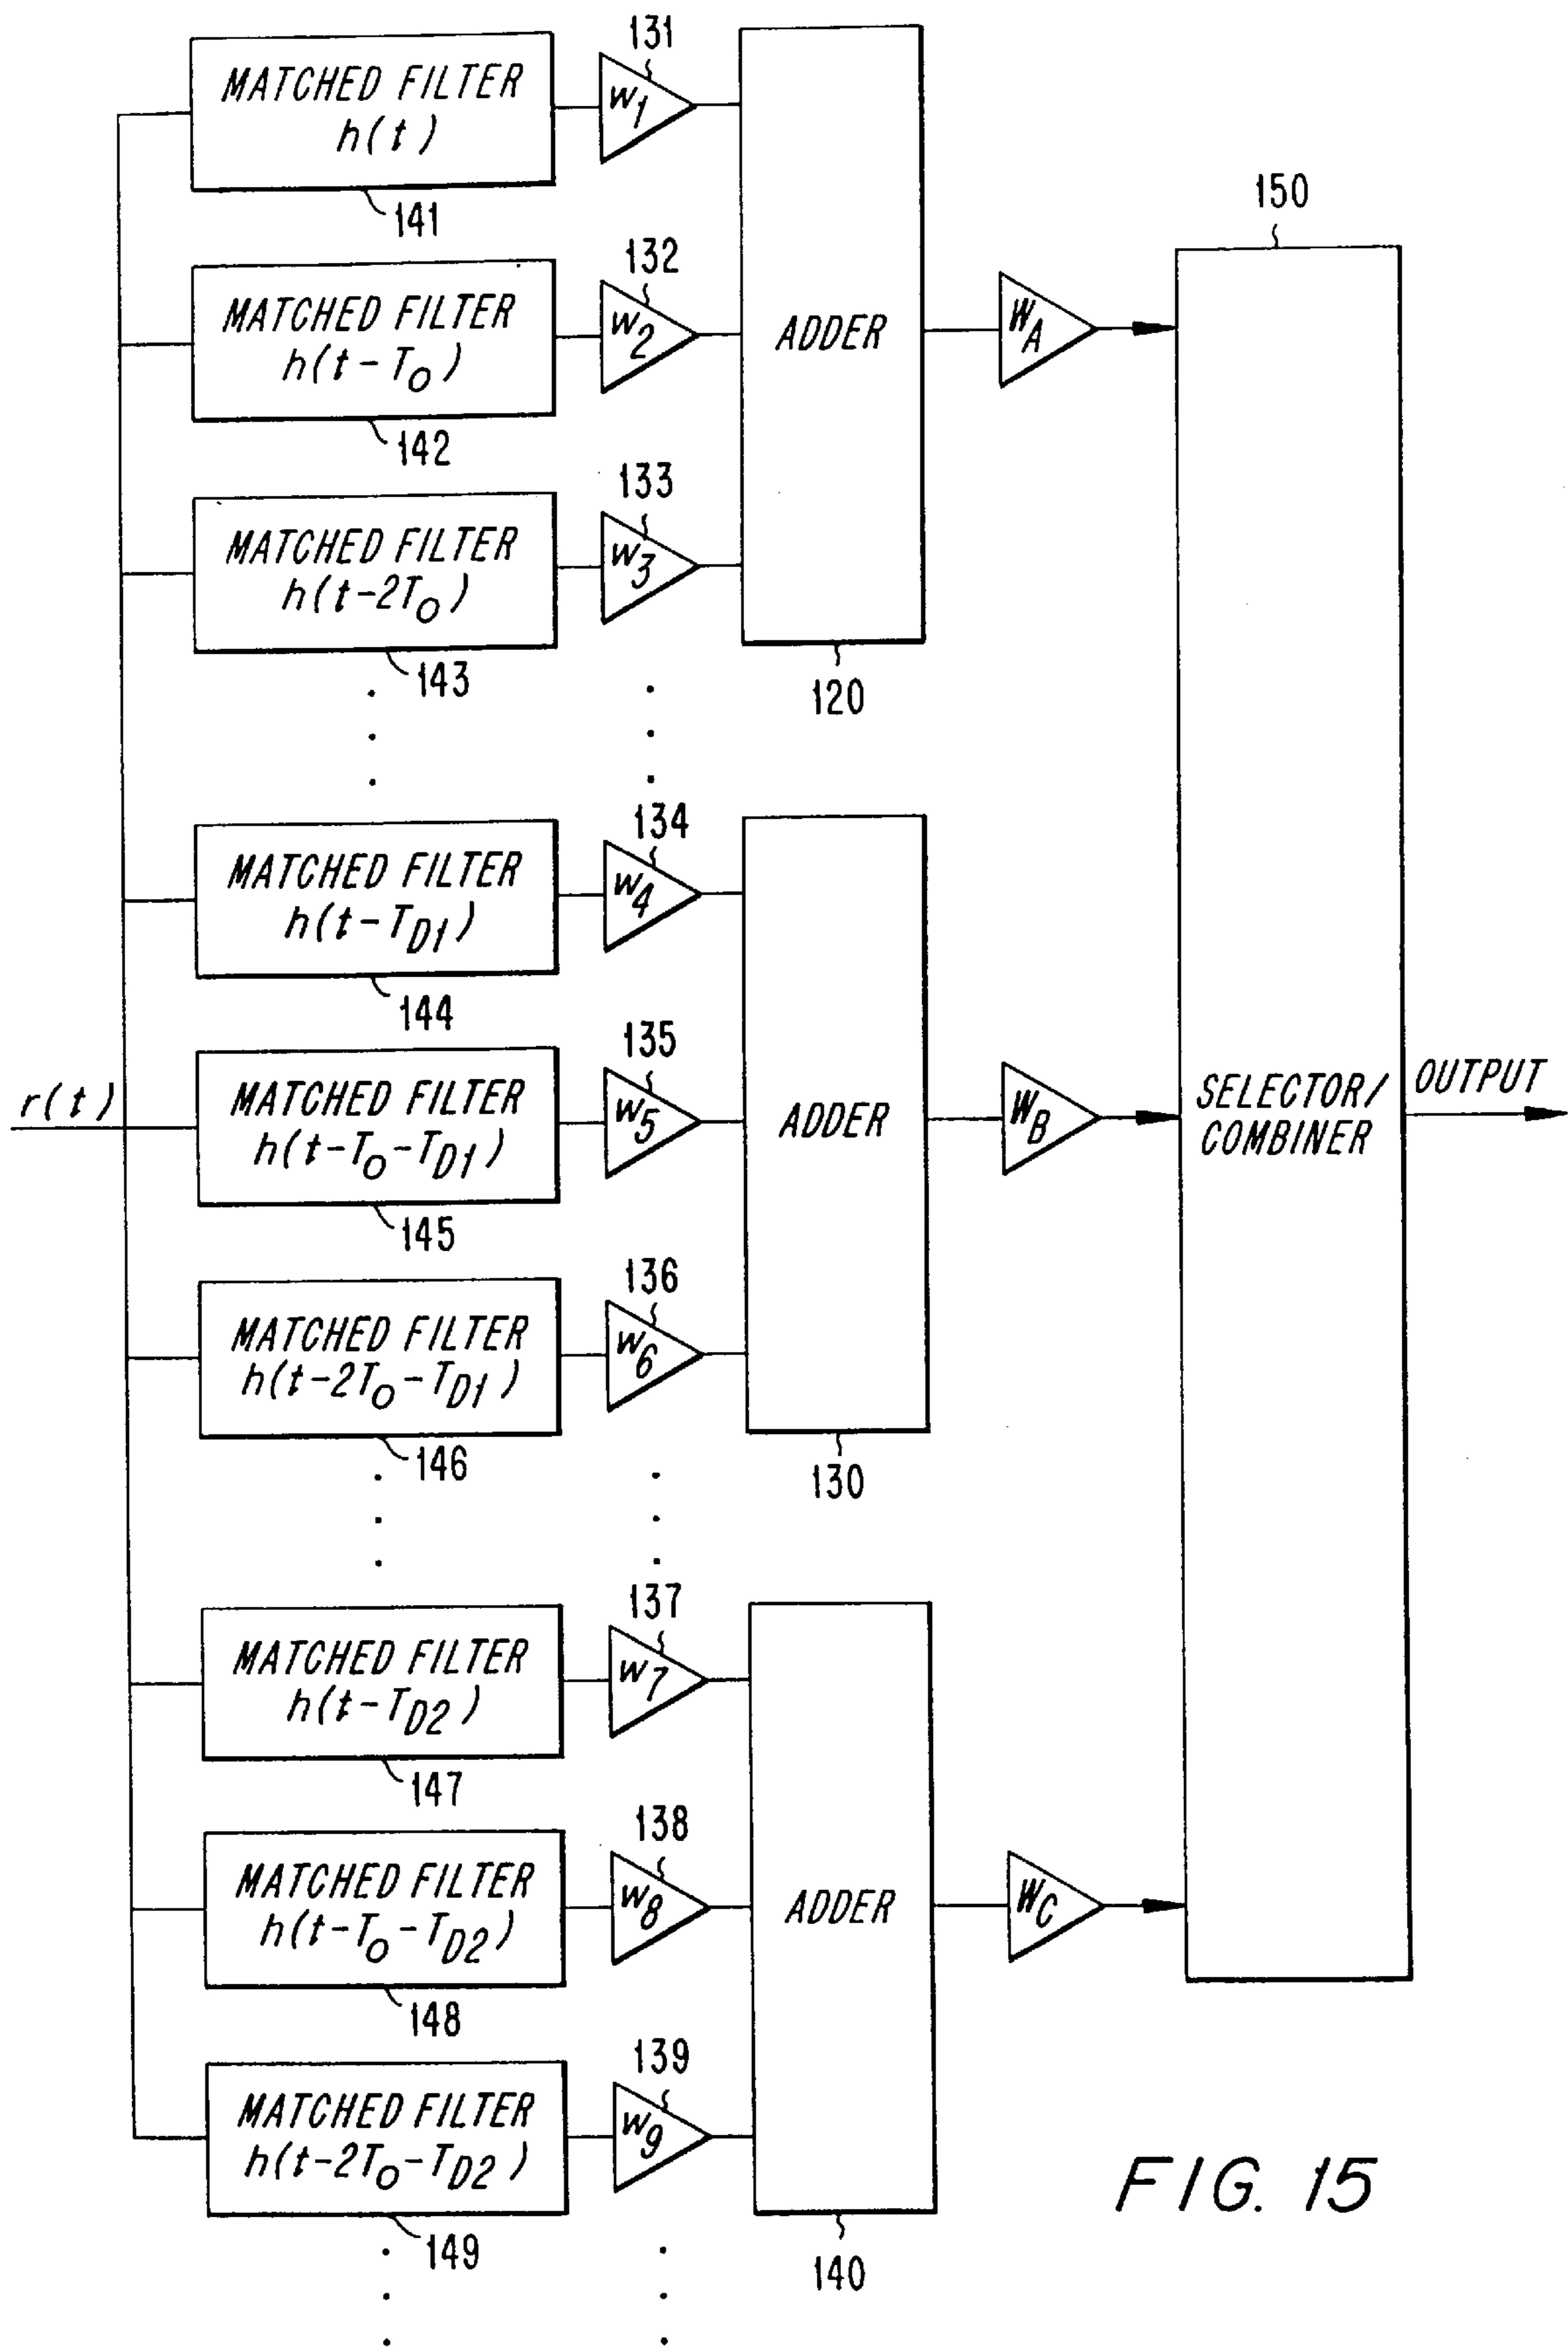 131
MATCHED FILTER
h(t)
W1
141
150
132
MATCHED FILTER
h(t-TO)
W2
ADDER
WA
142
133
MATCHED FILTER
h(t-2TO)
W3
143
120
134
MATCHED FILTER
h(t-TD1)
W4
144
135
r(t)
MATCHED FILTER
h(t-TO-TD1)
W5
ADDER
WB
SELECTOR/
COMBINER
OUTPUT
145
136
MATCHED FILTER
h(t-2TO-TD1)
W6
146
130
137
MATCHED FILTER
h(t-TD2)
W7
147
138
MATCHED FILTER
h(t-TO-TD2)
W8
ADDER
WC
148
139
MATCHED FILTER
h(t-2TO-TD2)
W9
149
140
FIG. 15